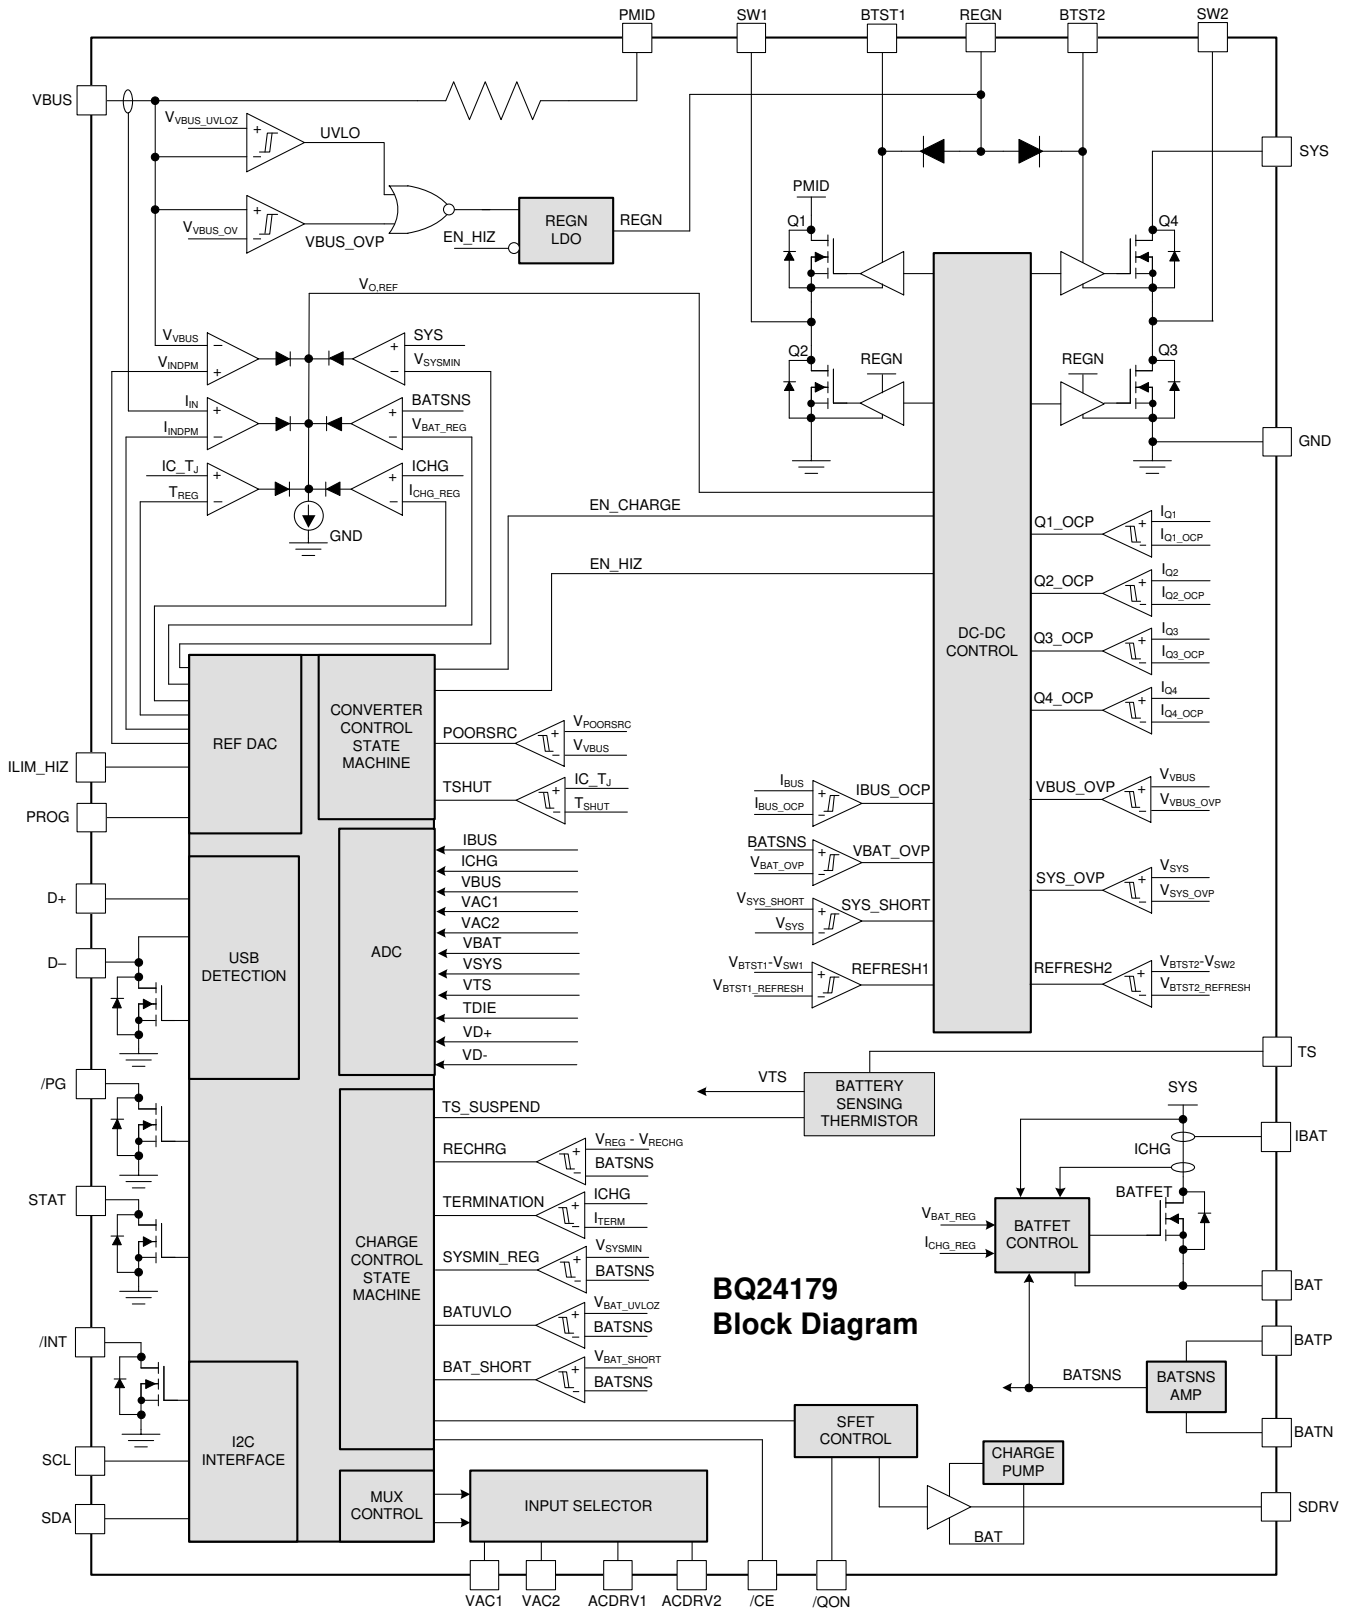 PMID
SW1
BTST1
REGN
BTST2
SW2
VBUS
VVBUS_UVLOZ
+
−
UVLO
VVBUS_OV
+
−
VBUS_OVP
EN_HIZ
REGN
LDO
REGN
SYS
PMID
Q1
Q4
VO,REF
VVBUS
VINDPM
−
+
SYS
VSYSMIN
+
−
IIN
IINDPM
+
−
BATSNS
VBAT_REG
+
−
IC_TJ
TREG
+
−
ICHG
ICHG_REG
+
−
GND
Q2
REGN
REGN
Q3
GND
EN_CHARGE
EN_HIZ
DC-DC
CONTROL
Q1_OCP
+
−
IQ1
IQ1_OCP
Q2_OCP
+
−
IQ2
IQ2_OCP
Q3_OCP
+
−
IQ3
IQ3_OCP
Q4_OCP
+
−
IQ4
IQ4_OCP
REF DAC
CONVERTER
CONTROL
STATE
MACHINE
POORSRC
+
−
VPOORSRC
VVBUS
TSHUT
+
−
IC_TJ
TSHUT
ILIM_HIZ
PROG
IBUS
IBUS_OCP
+
−
IBUS_OCP
VBUS_OVP
+
−
VVBUS
VVBUS_OVP
BATSNS
VBAT_OVP
+
−
VBAT_OVP
SYS_OVP
+
−
VSYS
VSYS_OVP
VSYS_SHORT
VSYS
+
−
SYS_SHORT
VBTST1-VSW1
VBTST1_REFRESH
+
−
REFRESH1
REFRESH2
+
−
VBTST2-VSW2
VBTST2_REFRESH
D+
D–
USB
DETECTION
ADC
IBUS
ICHG
VBUS
VAC1
VAC2
VBAT
VSYS
VTS
TDIE
VD+
VD-
/PG
STAT
/INT
SCL
SDA
TS
VTS
BATTERY
SENSING
THERMISTOR
TS_SUSPEND
CHARGE
CONTROL
STATE
MACHINE
RECHRG
+
−
VREG - VRECHG
BATSNS
TERMINATION
+
−
ICHG
ITERM
SYSMIN_REG
+
−
VSYSMIN
BATSNS
BATUVLO
+
−
VBAT_UVLOZ
BATSNS
BAT_SHORT
+
−
VBAT_SHORT
BATSNS
SYS
IBAT
ICHG
BATFET
VBAT_REG
ICHG_REG
BATFET
CONTROL
BAT
BQ24179
Block Diagram
BATP
BATSNS
BATSNS
AMP
BATN
I2C
INTERFACE
MUX
CONTROL
INPUT SELECTOR
SFET
CONTROL
CHARGE
PUMP
BAT
SDRV
VAC1
VAC2
ACDRV1
ACDRV2
/CE
/QON